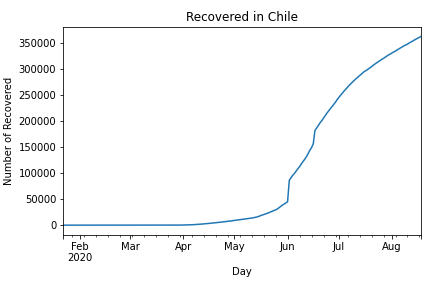 Recovered in Chile
Number of Recovered
350000
300000
250000
200000
150000
100000
50000
0
Feb Mar Apr May Jun Jul Aug
2020
Day